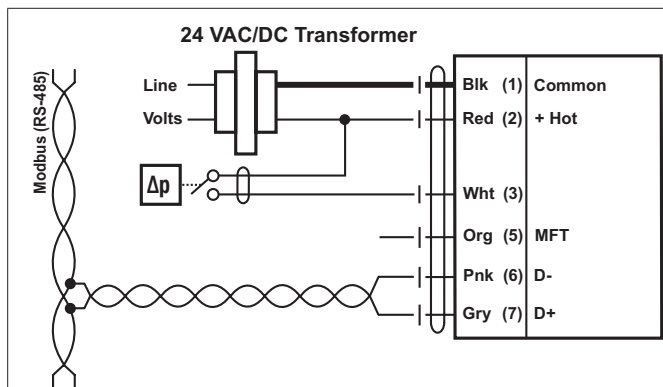 24 VAC/DC Transformer
Modbus (RS-485)
Line
Volts
Δp
Blk (1) Common
Red (2) + Hot
Wht (3)
Org (5) MFT
Pnk (6) D-
Gry (7) D+